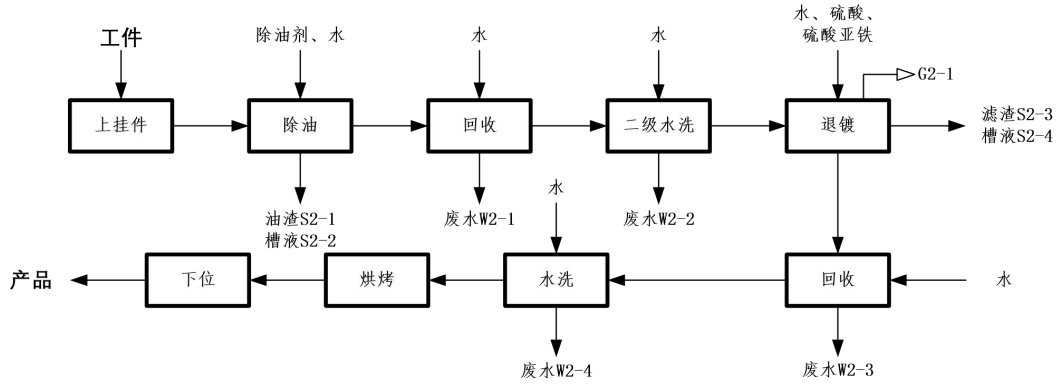 工件
除油剂、水
水
水
水、硫酸、
硫酸亚铁
G2-1
上挂件
除油
回收
二级水洗
退镀
滤渣S2-3
槽液S2-4
油渣S2-1
槽液S2-2
废水W2-1
水
废水W2-2
产品
下位
烘烤
水洗
回收
水
废水W2-4
废水W2-3